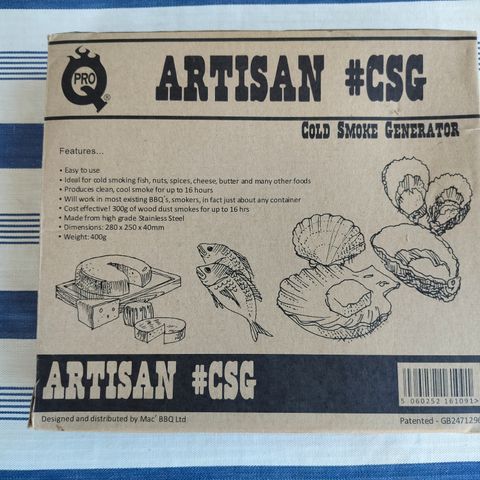 PRO
Q
®
ARTISAN #CSG
COLD SMOKE GENERATOR
Features...
• Easy to use
• Ideal for cold smoking fish, nuts, spices, cheese, butter and many other foods
• Produces clean, cool smoke for up to 16 hours
• Will work in most existing BBQ´s, smokers, in fact just about any container
• Cost effective! 300g of wood dust smokes for up to 16 hrs
• Made from high grade Stainless Steel
• Dimensions: 280 x 250 x 40mm
• Weight: 400g
ARTISAN #CSG
5 060252 161091>
Designed and distributed by Mac´ BBQ Ltd
Patented - GB2471296